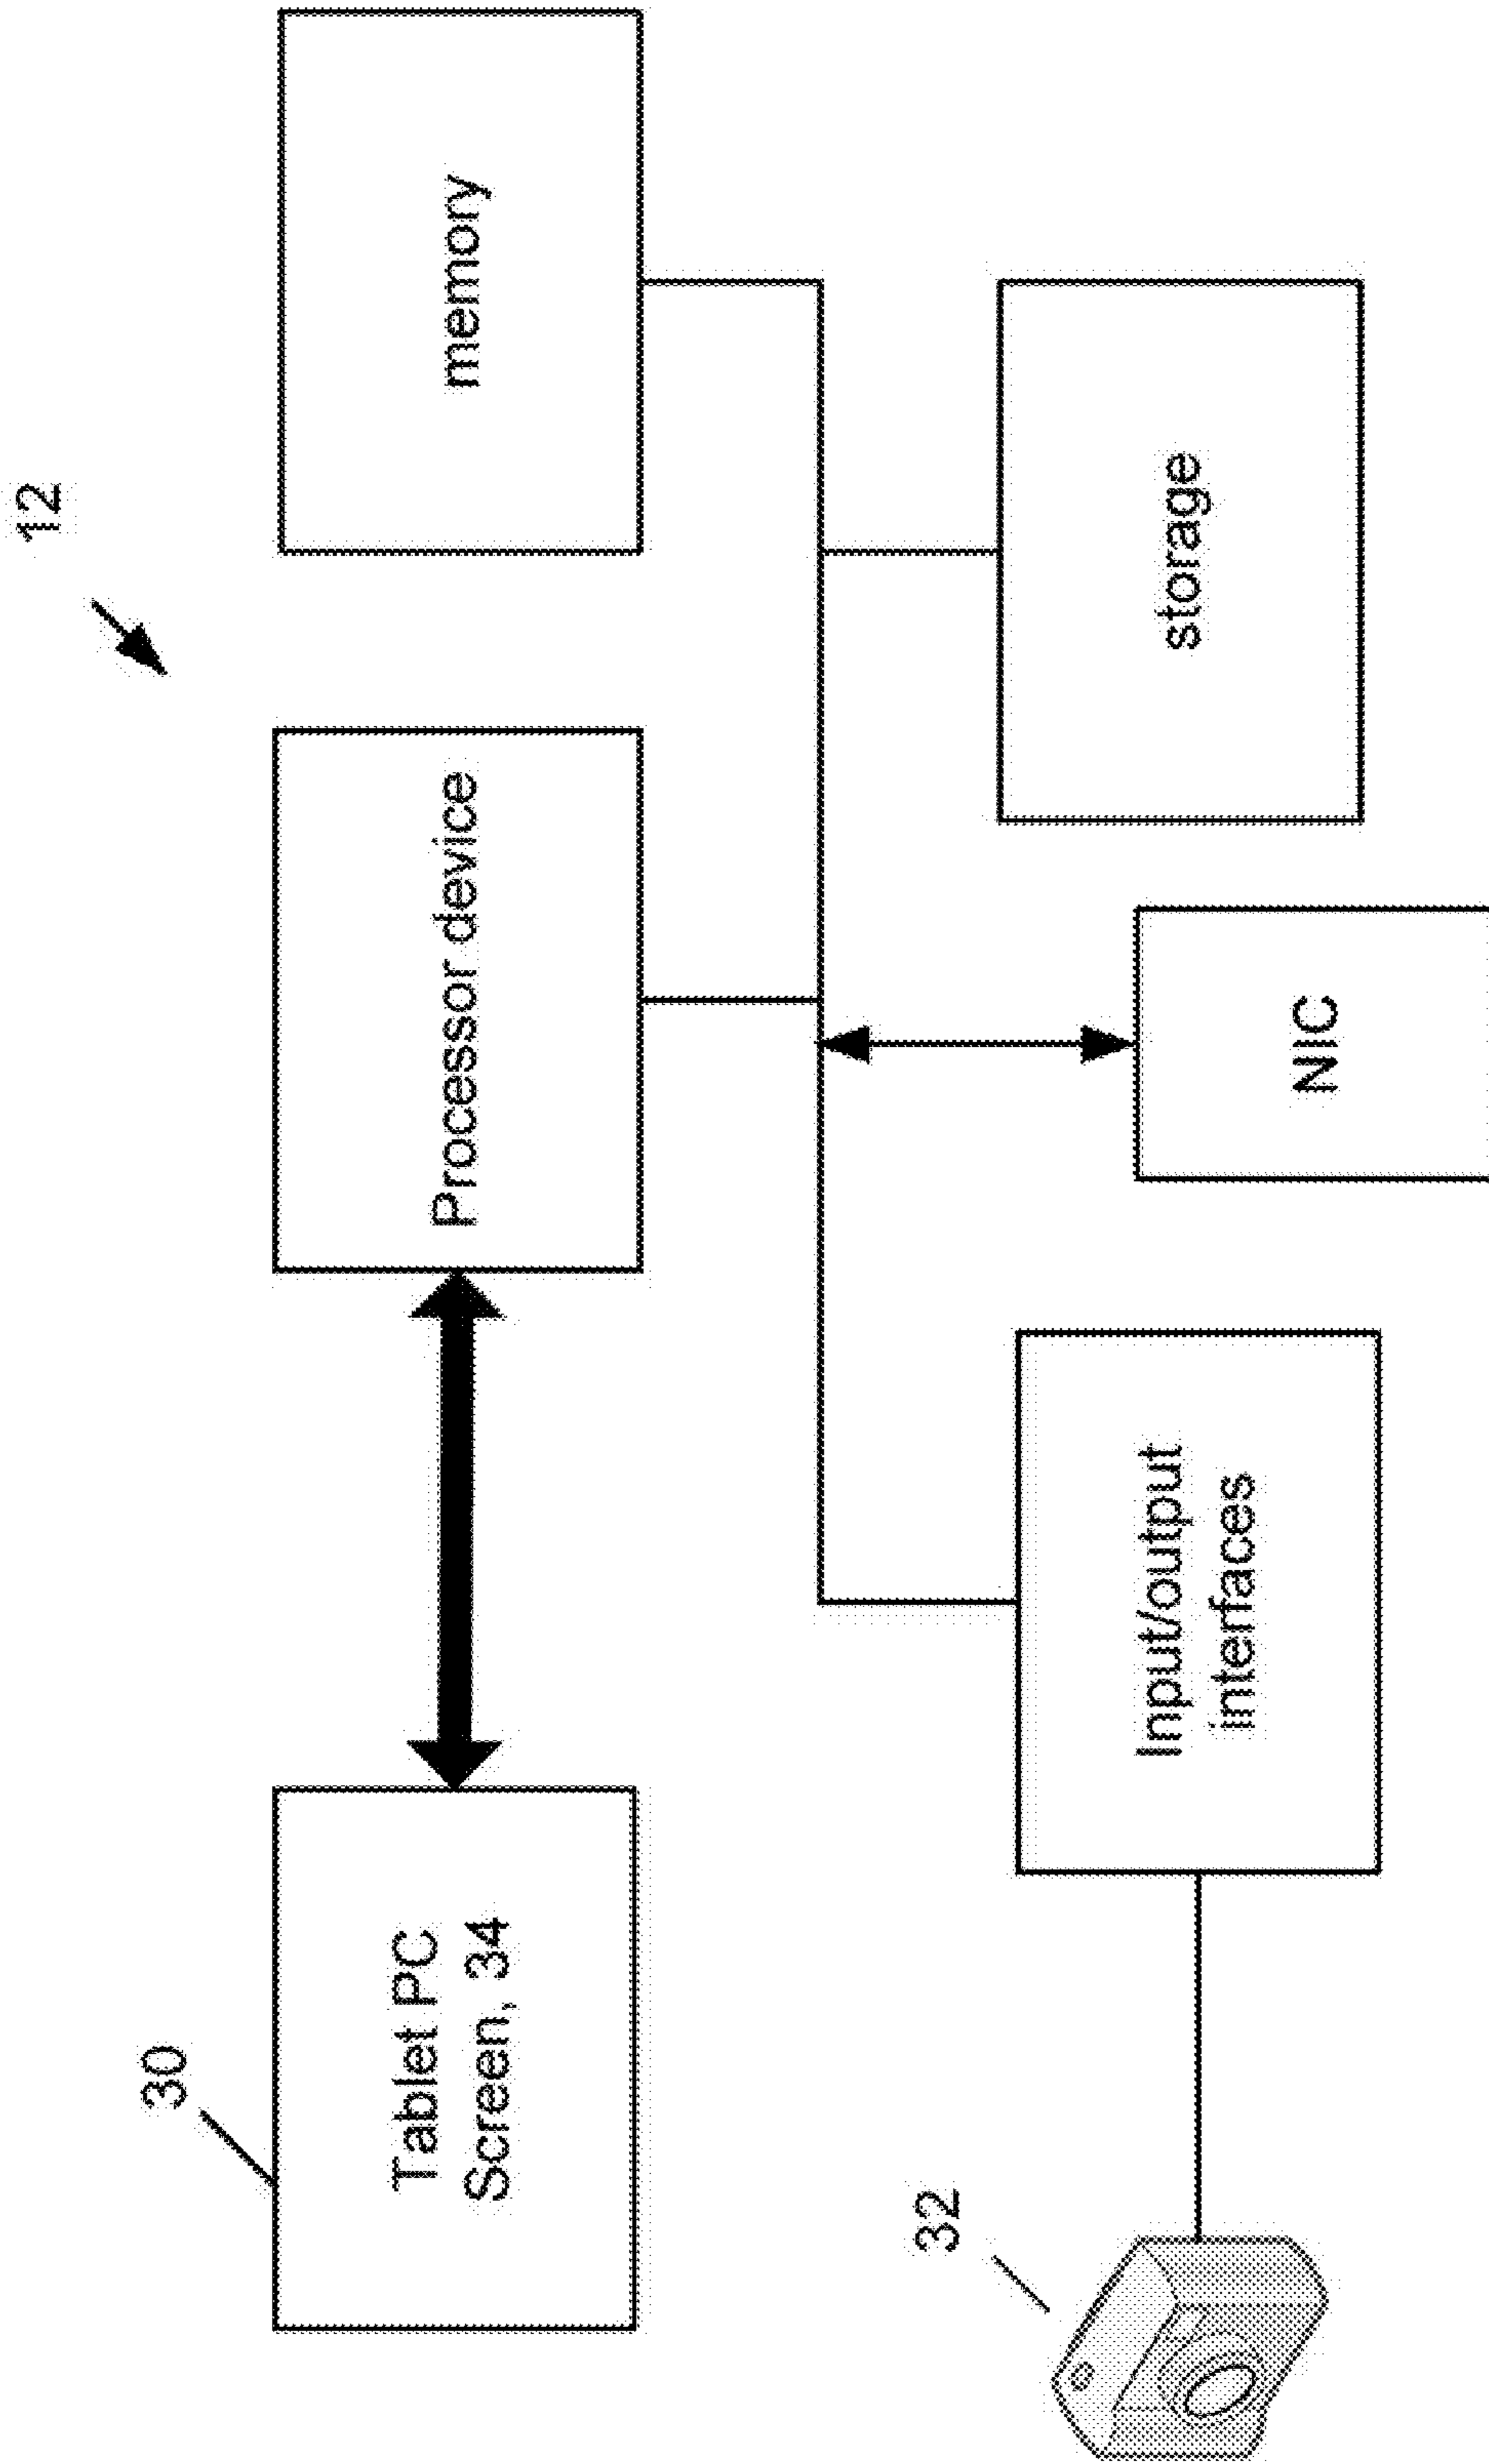 12
30
Tablet PC
Screen, 34
Processor device
memory
32
Input/output
interfaces
NIC
storage